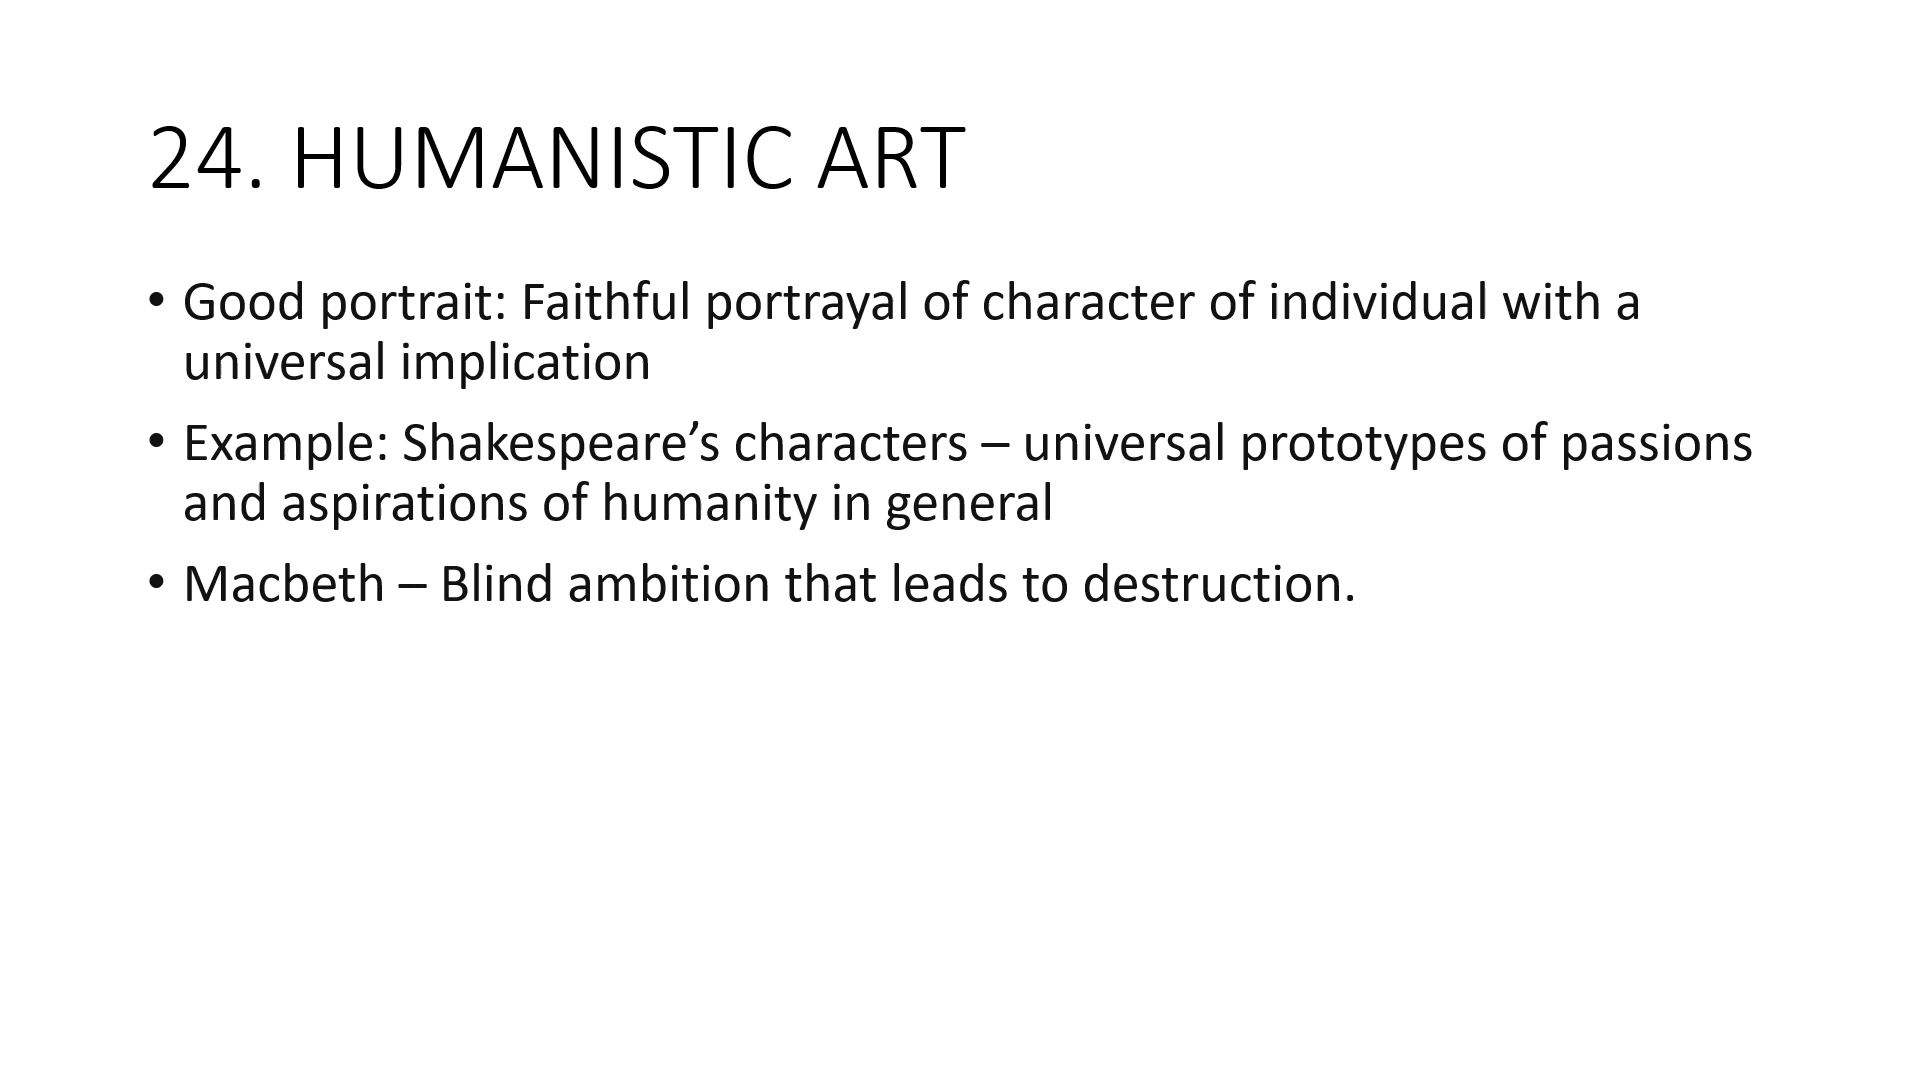 24. HUMANISTIC ART
• Good portrait: Faithful portrayal of character of individual with a
universal implication
• Example: Shakespeare’s characters – universal prototypes of passions
and aspirations of humanity in general
• Macbeth – Blind ambition that leads to destruction.